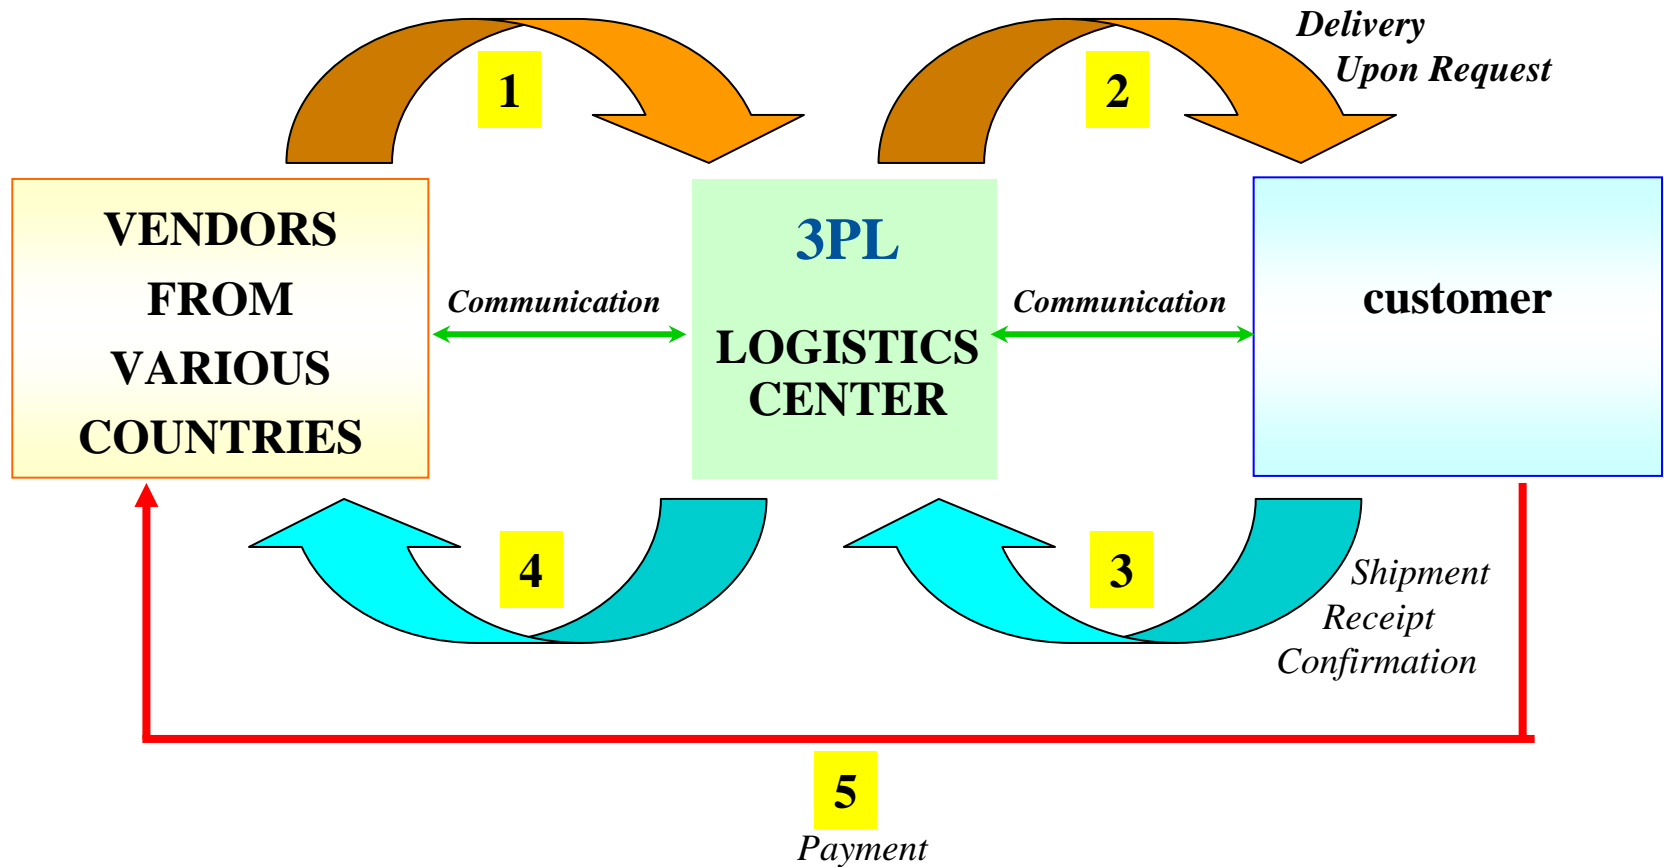 Delivery
Upon Request
1
2
VENDORS
FROM
VARIOUS
COUNTRIES
Communication
3PL
LOGISTICS
CENTER
Communication
customer
4
3
Shipment
Receipt
Confirmation
5
Payment